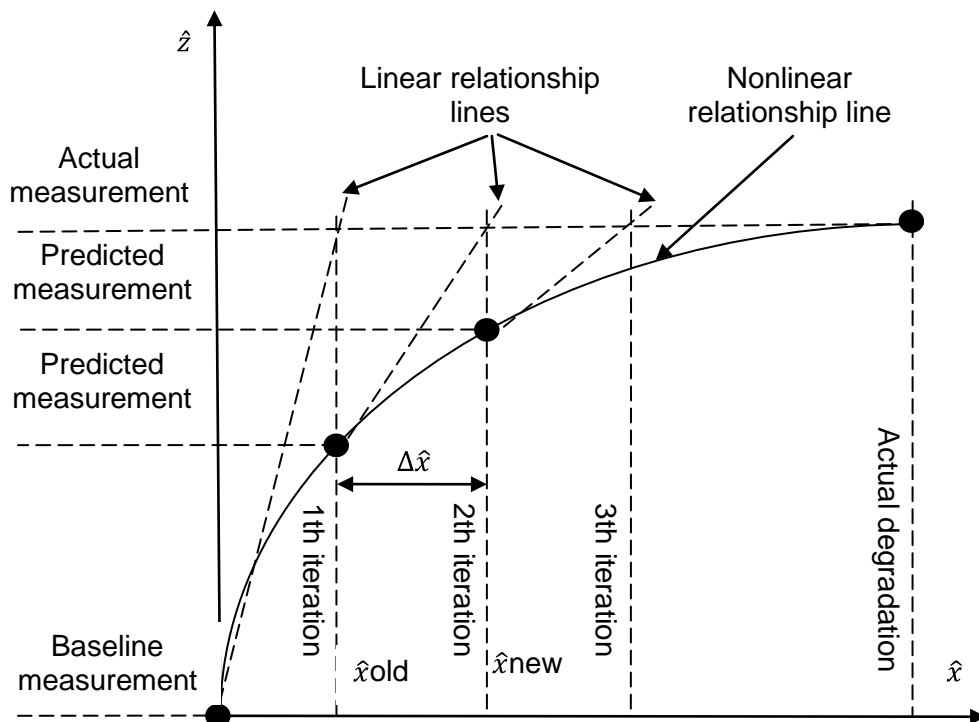 ẑ
Linear relationship
lines
Nonlinear
relationship line
Actual
measurement
Predicted
measurement
Predicted
measurement
Δx̂
1th iteration
2th iteration
3th iteration
Actual degradation
Baseline
measurement
x̂old
x̂new
x̂